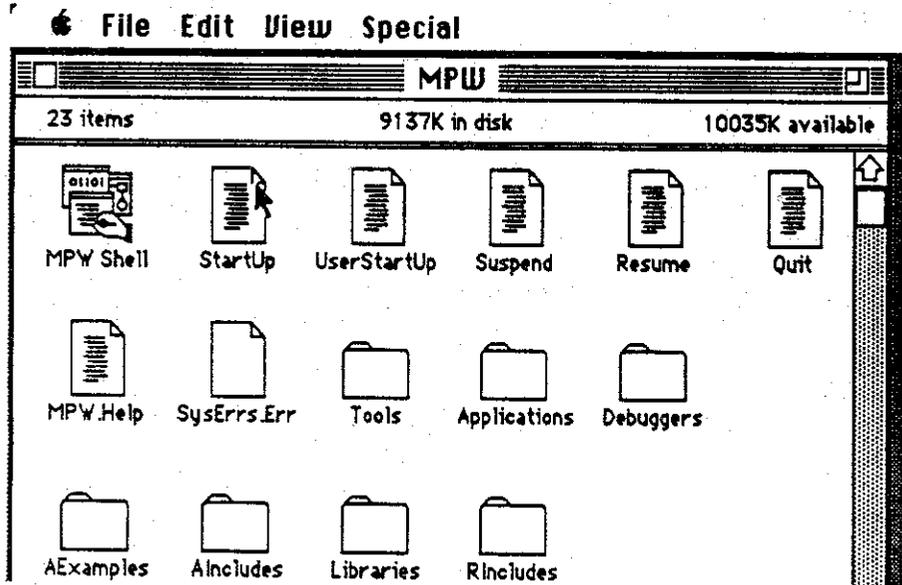 File Edit View Special
MPW
23 items 9137K in disk 10035K available
MPW Shell StartUp UserStartUp Suspend Resume Quit
MPW.Help SysErrs.Err Tools Applications Debuggers
AExamples AIncludes Libraries RIncludes